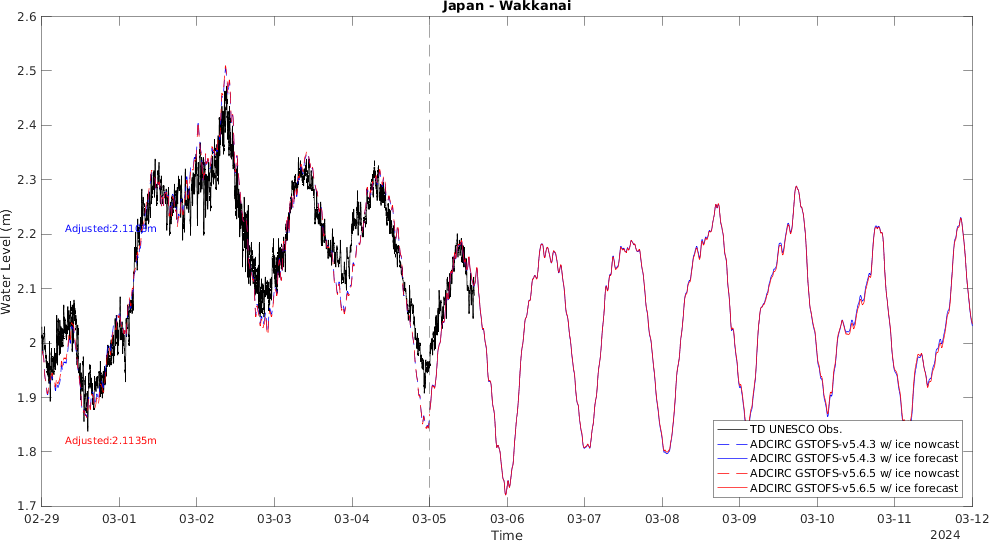 Japan - Wakkanai
2.6
2.5
2.4
2.3
2.2
2.1
2
1.9
1.8
1.7
Water Level (m)
Adjusted:2.1135m
TD UNESCO Obs.
ADCIRC GSTOFS-v5.4.3 w/ ice nowcast
ADCIRC GSTOFS-v5.4.3 w/ ice forecast
ADCIRC GSTOFS-v5.6.5 w/ ice nowcast
ADCIRC GSTOFS-v5.6.5 w/ ice forecast
02-29 03-01 03-02 03-03 03-04 03-05 03-06 03-07 03-08 03-09 03-10 03-11 03-12
Time
2024